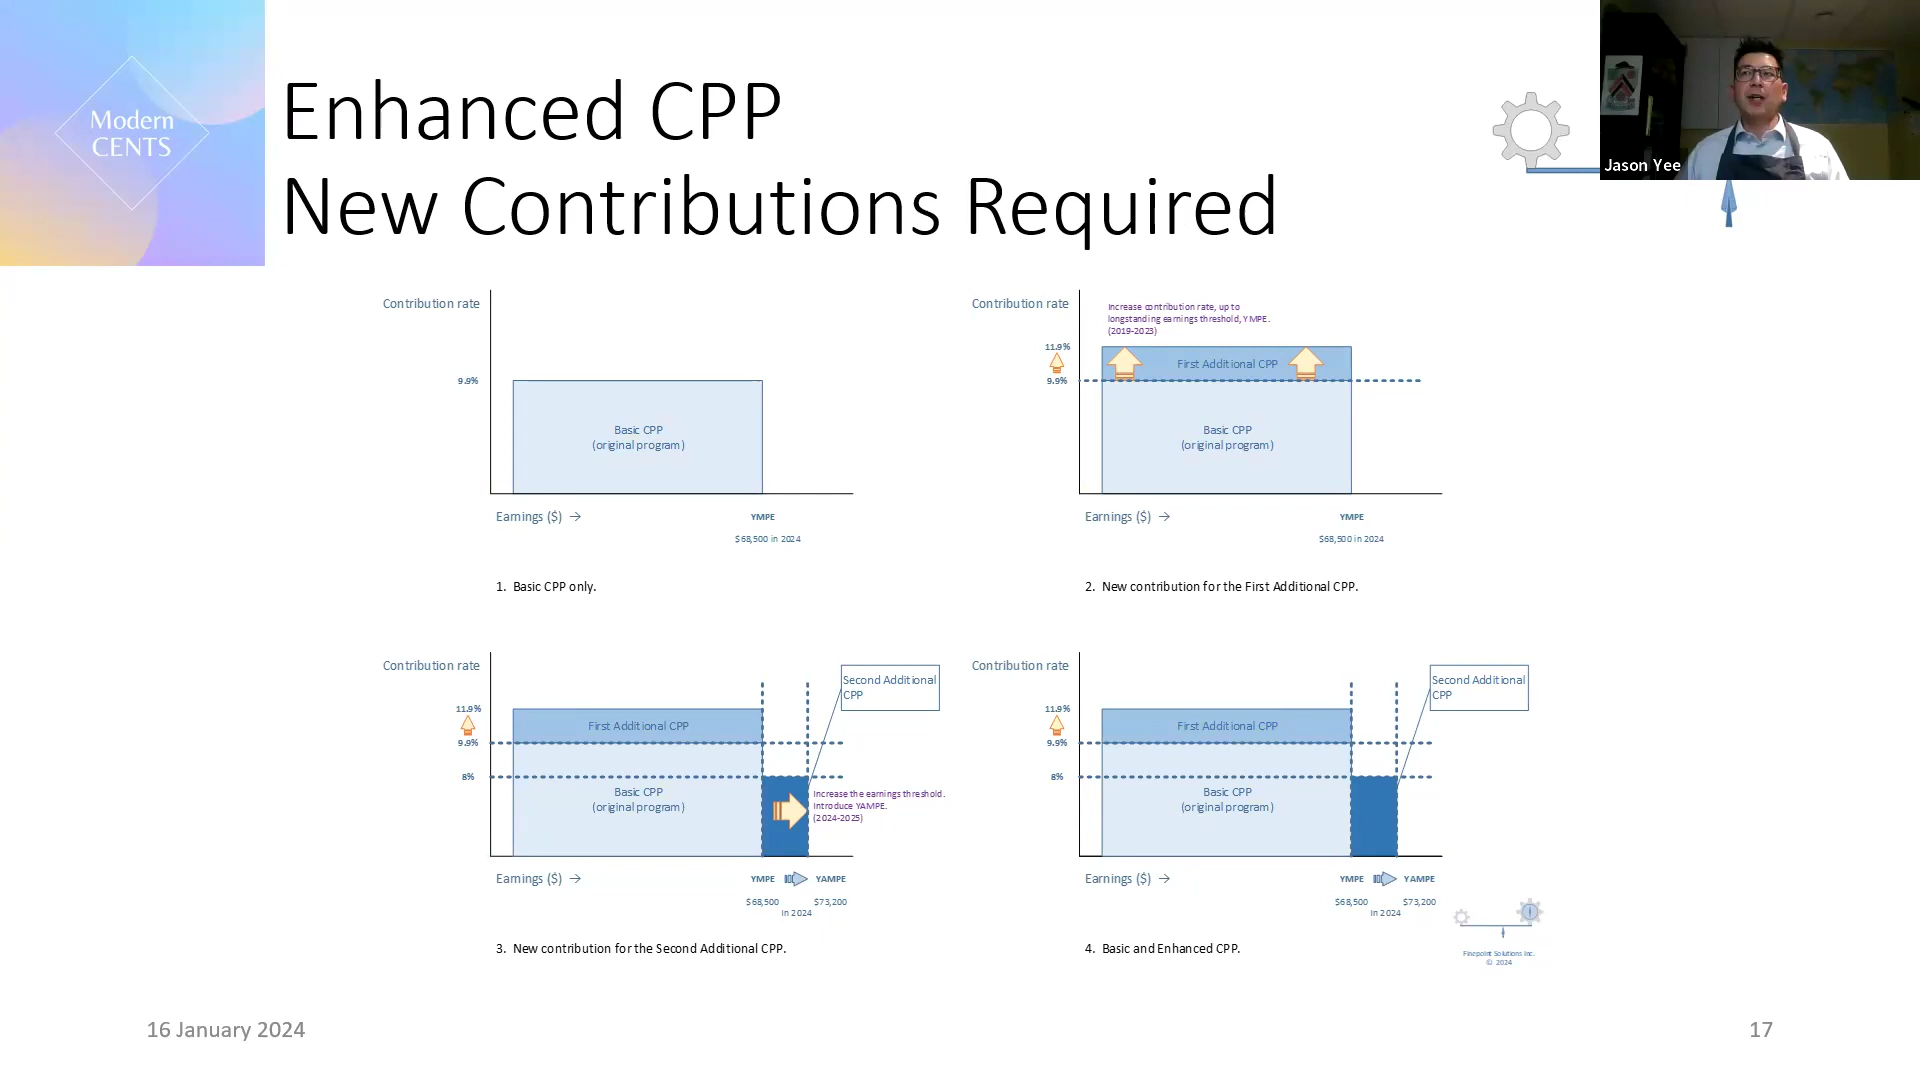 Modern
CENTS
Enhanced CPP
New Contributions Required
Jason Yee
Contribution rate
9.9%
Basic CPP
(original program)
Earnings ($) →
YMPE
$68,500 in 2024
1. Basic CPP only.
Contribution rate
Increase contribution rate, up to
longstanding earnings threshold, YMPE.
(2019-2023)
11.9%
First Additional CPP
9.9%
Basic CPP
(original program)
Earnings ($) →
YMPE
$68,500 in 2024
2. New contribution for the First Additional CPP.
Contribution rate
Second Additional
CPP
11.9%
First Additional CPP
9.9%
8%
Basic CPP
(original program)
Increase the earnings threshold.
Introduce YAMPE.
(2024-2025)
Earnings ($) →
YMPE YAMPE
$68,500 $73,200
in 2024
3. New contribution for the Second Additional CPP.
Contribution rate
Second Additional
CPP
11.9%
First Additional CPP
9.9%
8%
Basic CPP
(original program)
Earnings ($) →
YMPE YAMPE
$68,500 $73,200
in 2024
4. Basic and Enhanced CPP.
Finepoint Solutions Inc.
© 2024
16 January 2024
17